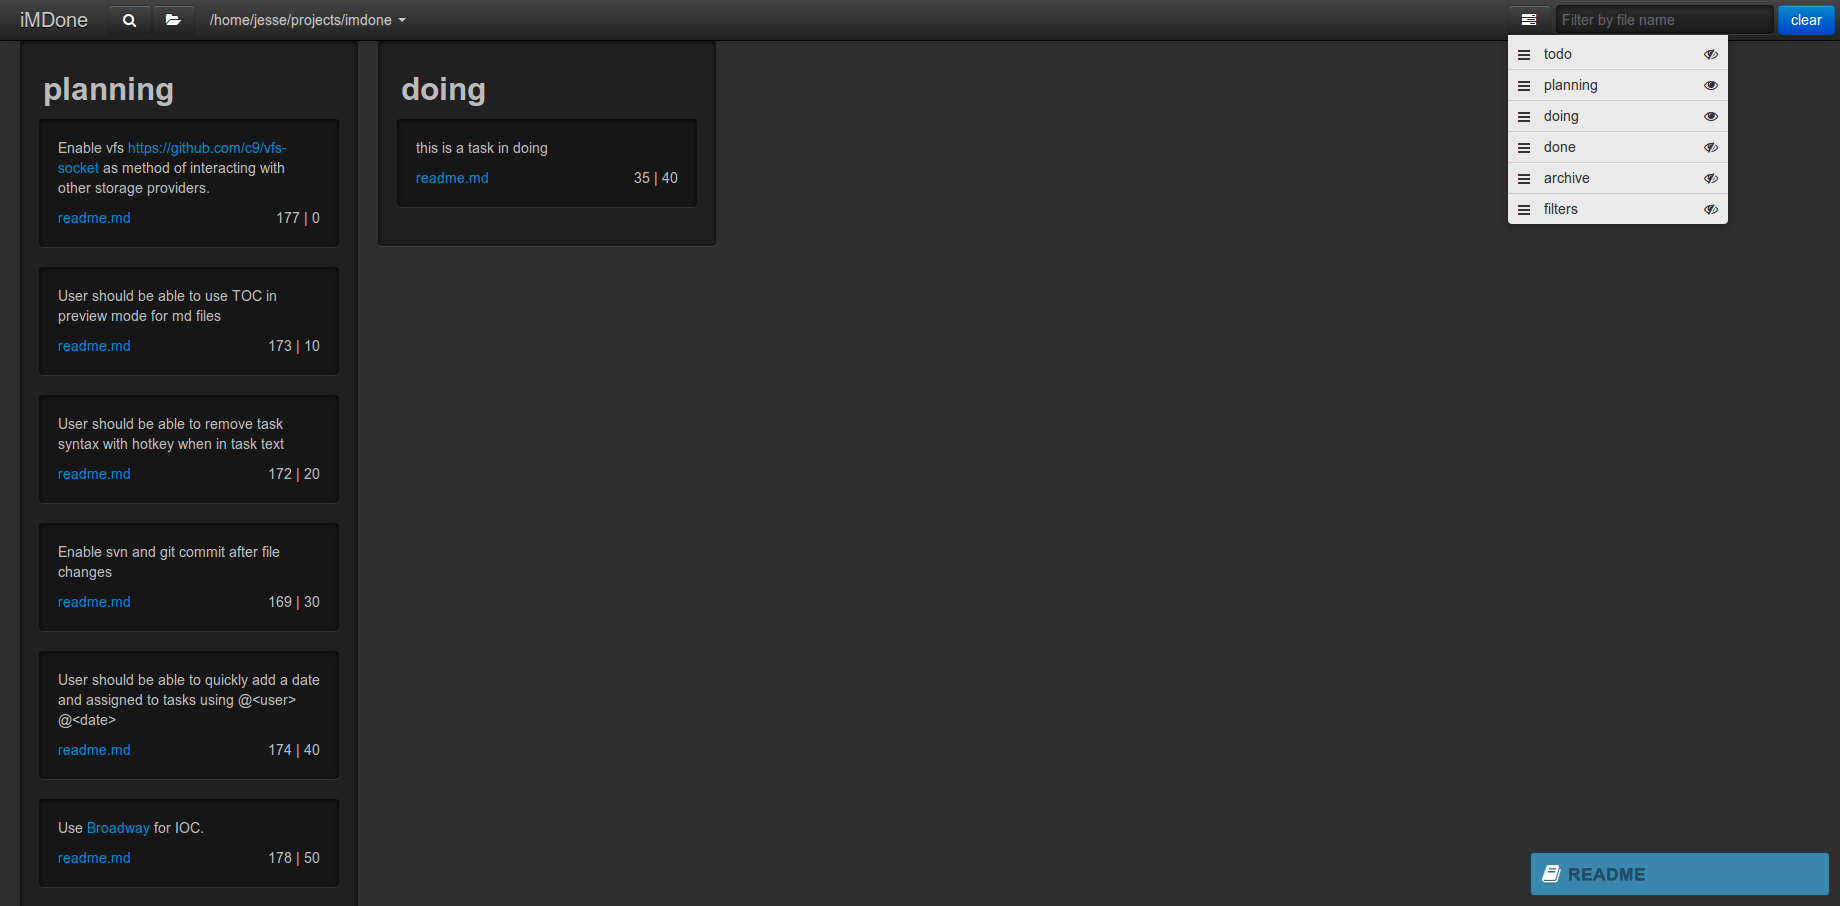 iMDone
/home/jesse/projects/imdone
Filter by file name
clear
todo
planning
doing
done
archive
filters
planning
Enable vfs https://github.com/c9/vfs-
socket as method of interacting with
other storage providers.
readme.md 177 | 0
User should be able to use TOC in
preview mode for md files
readme.md 173 | 10
User should be able to remove task
syntax with hotkey when in task text
readme.md 172 | 20
Enable svn and git commit after file
changes
readme.md 169 | 30
User should be able to quickly add a date
and assigned to tasks using @<user>
@<date>
readme.md 174 | 40
Use Broadway for IOC.
readme.md 178 | 50
doing
this is a task in doing
readme.md 35 | 40
README